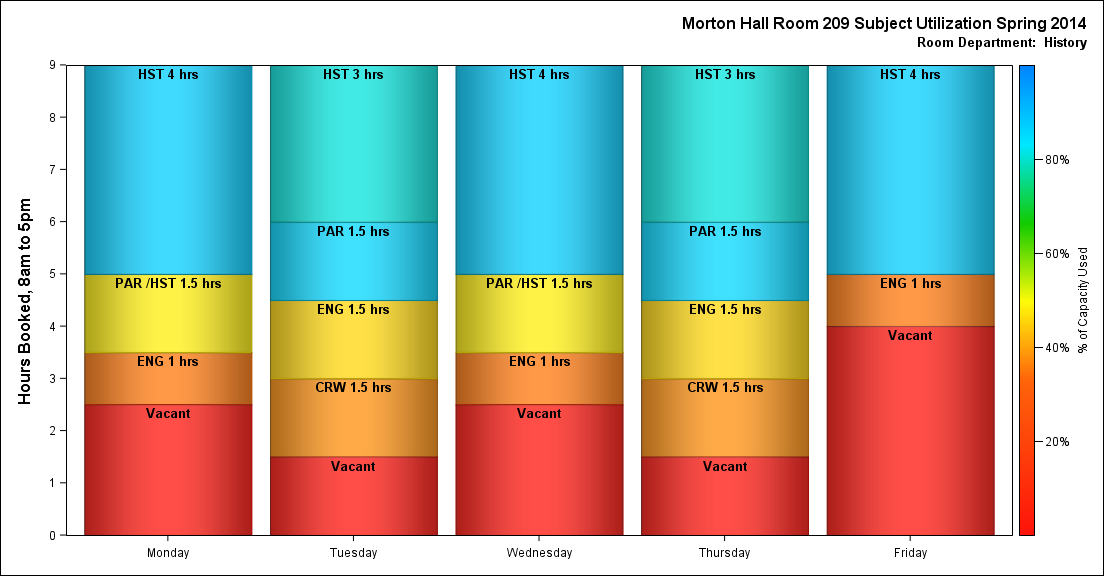 Morton Hall Room 209 Subject Utilization Spring 2014
Room Department:  History
Hours Booked, 8am to 5pm
9
8
7
6
5
4
3
2
1
0
HST 4 hrs
PAR /HST 1.5 hrs
ENG 1 hrs
Vacant
HST 3 hrs
PAR 1.5 hrs
ENG 1.5 hrs
CRW 1.5 hrs
Vacant
HST 4 hrs
PAR /HST 1.5 hrs
ENG 1 hrs
Vacant
HST 3 hrs
PAR 1.5 hrs
ENG 1.5 hrs
CRW 1.5 hrs
Vacant
HST 4 hrs
ENG 1 hrs
Vacant
Monday
Tuesday
Wednesday
Thursday
Friday
80%
60%
40%
20%
% of Capacity Used